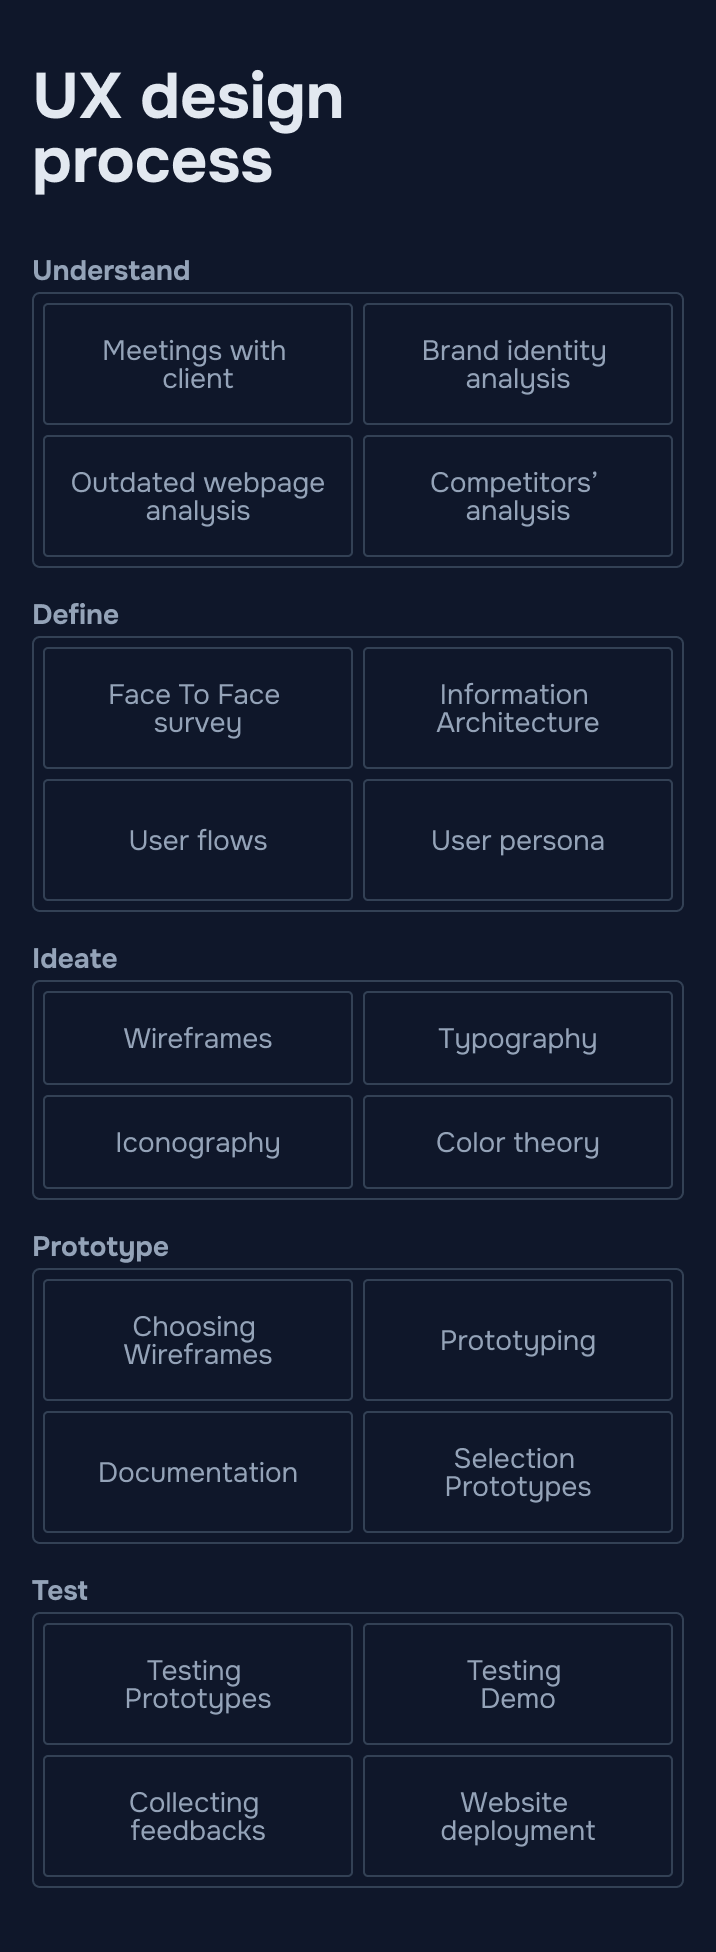 UX design
process
Understand
Meetings with
client
Brand identity
analysis
Outdated webpage
analysis
Competitors’
analysis
Define
Face To Face
survey
Information
Architecture
User flows
User persona
Ideate
Wireframes
Typography
Iconography
Color theory
Prototype
Choosing
Wireframes
Prototyping
Documentation
Selection
Prototypes
Test
Testing
Prototypes
Testing
Demo
Collecting
feedbacks
Website
deployment